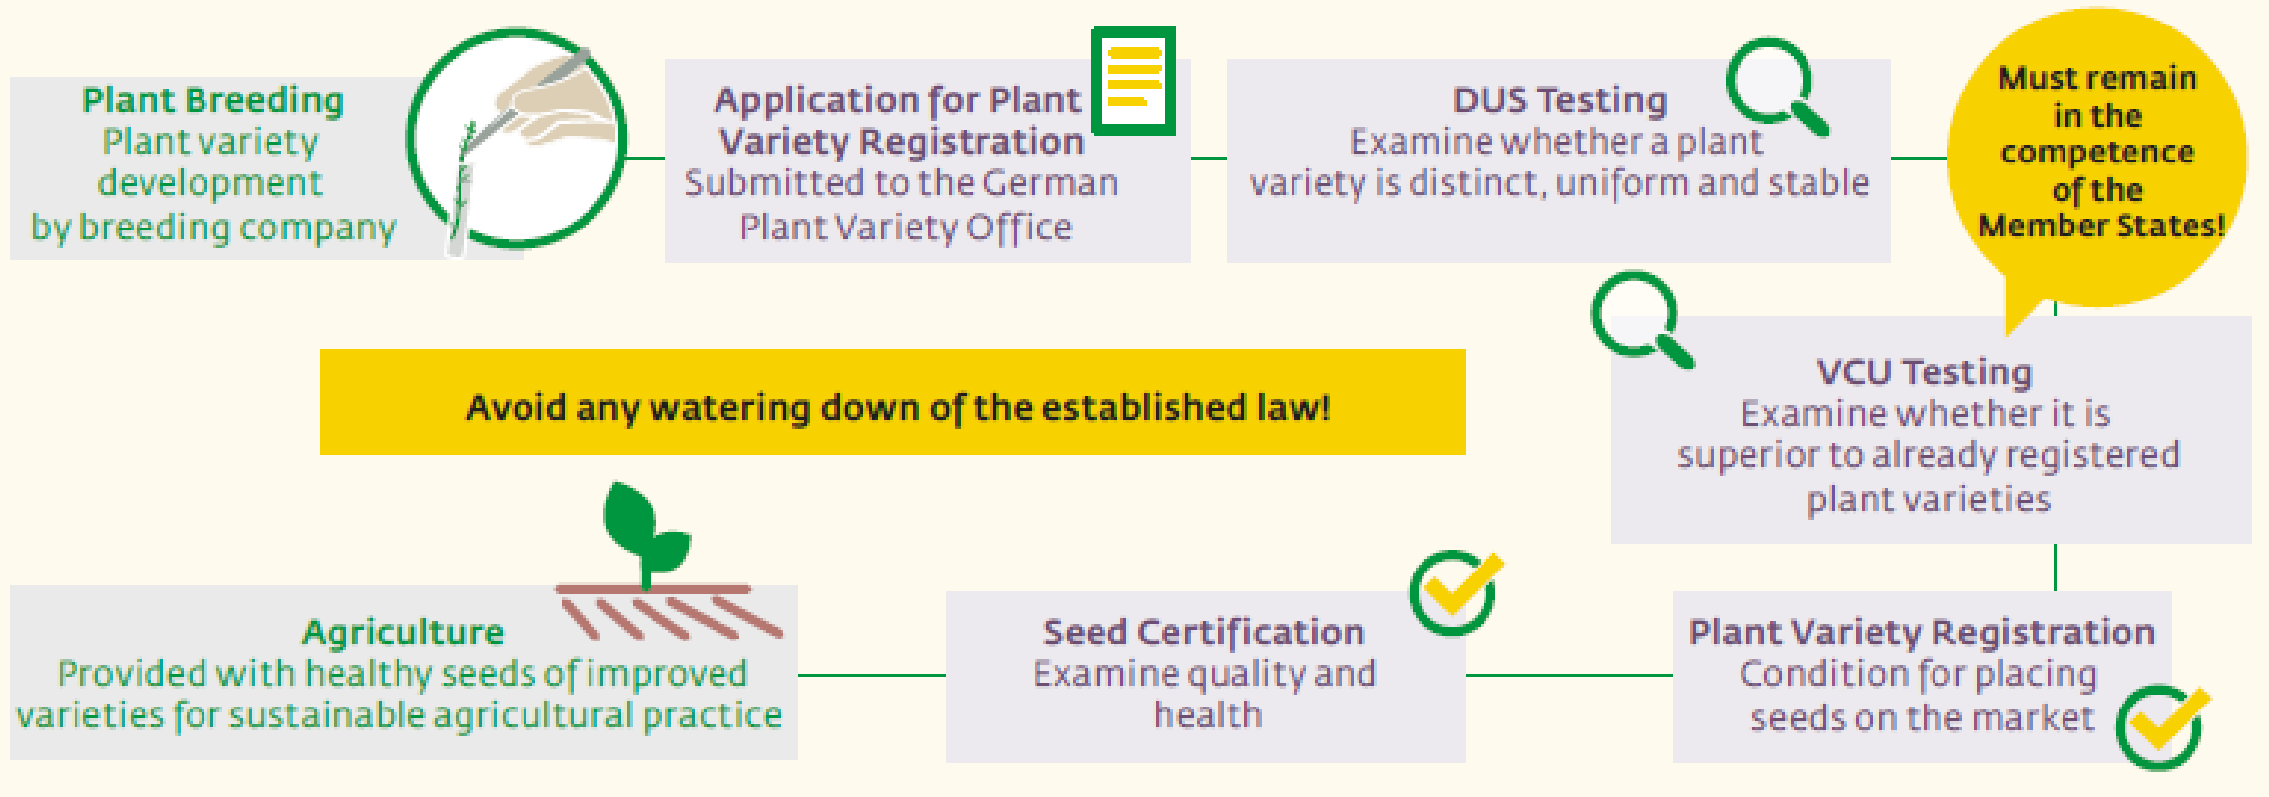 Plant Breeding
Plant variety
development
by breeding company
Application for Plant
Variety Registration
Submitted to the German
Plant Variety Office
DUS Testing
Examine whether a plant
variety is distinct, uniform and stable
Must remain
in the
competence
of the
Member States!
VCU Testing
Examine whether it is
superior to already registered
plant varieties
Avoid any watering down of the established law!
Plant Variety Registration
Condition for placing
seeds on the market
Seed Certification
Examine quality and
health
Agriculture
Provided with healthy seeds of improved
varieties for sustainable agricultural practice